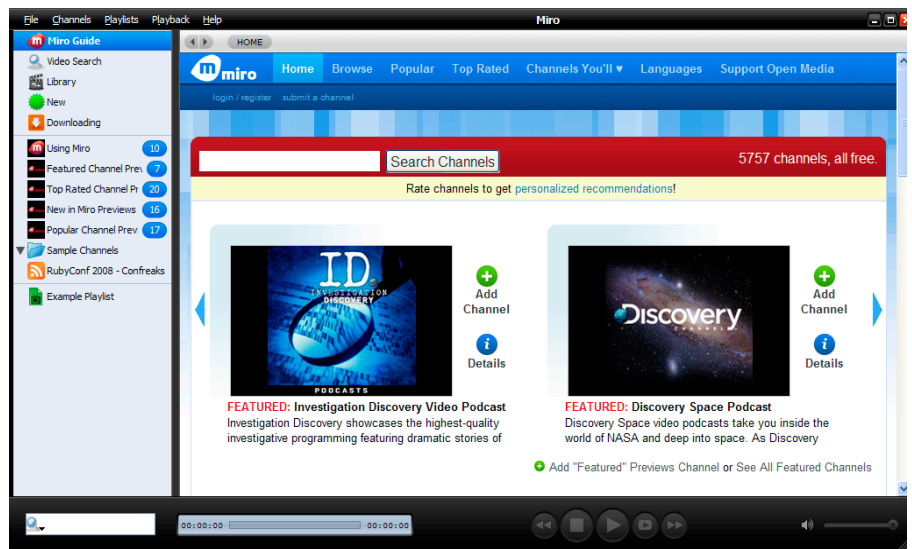 File Channels Playlists Playback Help
Miro
Miro Guide
Video Search
Library
New
Downloading
Using Miro 10
Featured Channel Prev 7
Top Rated Channel Pr 20
New in Miro Previews 16
Popular Channel Prev 17
Sample Channels
RubyConf 2008 - Confreaks
Example Playlist
HOME
m miro Home Browse Popular Top Rated Channels You'll ♥ Languages Support Open Media
login / register submit a channel
Search Channels 5757 channels, all free.
Rate channels to get personalized recommendations!
I.D.
INVESTIGATION
DISCOVERY
PODCASTS
Add
Channel
Details
DISCOVERY
CHANNEL
Add
Channel
Details
FEATURED: Investigation Discovery Video Podcast
Investigation Discovery showcases the highest-quality
investigative programming featuring dramatic stories of
FEATURED: Discovery Space Podcast
Discovery Space video podcasts take you inside the
world of NASA and deep into space. As Discovery
Add "Featured" Previews Channel or See All Featured Channels
00:00:00 00:00:00